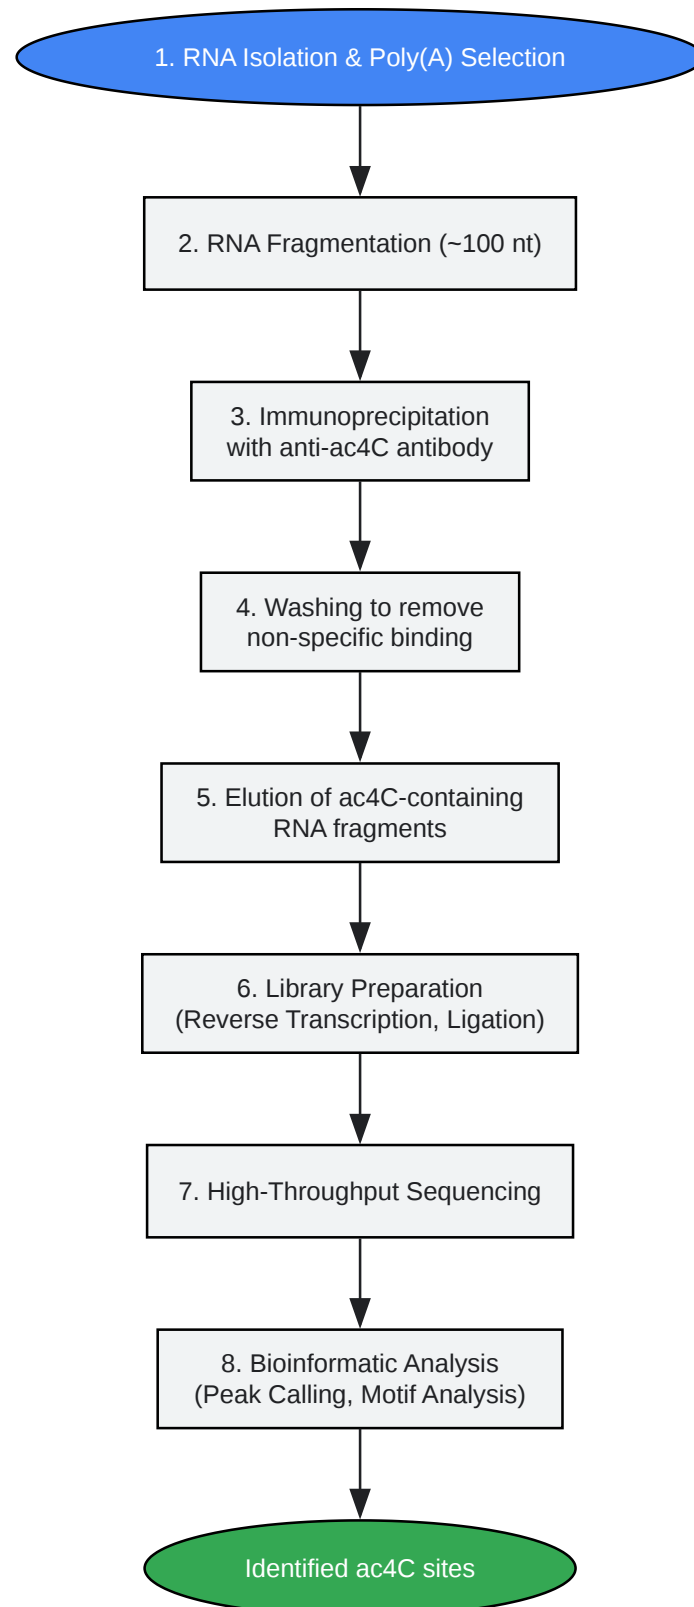 1. RNA Isolation & Poly(A) Selection
2. RNA Fragmentation (~100 nt)
3. Immunoprecipitation
with anti-ac4C antibody
4. Washing to remove
non-specific binding
5. Elution of ac4C-containing
RNA fragments
6. Library Preparation
(Reverse Transcription, Ligation)
7. High-Throughput Sequencing
8. Bioinformatic Analysis
(Peak Calling, Motif Analysis)
Identified ac4C sites